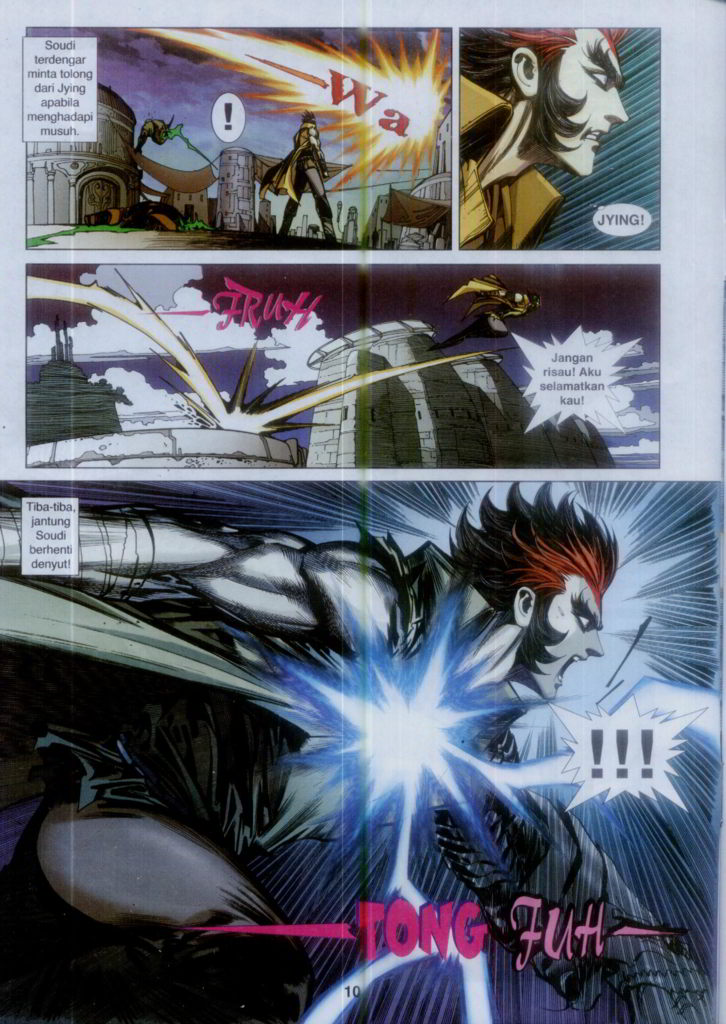 Soudi
terdengar
minta tolong
dari Jying
apabila
menghadapi
musuh.
!
Wa
JYING!
FRUH
Jangan
risau! Aku
selamatkan
kau!
Tiba-tiba,
jantung
Soudi
berhenti
denyut!
!!!
TONG FUH
10